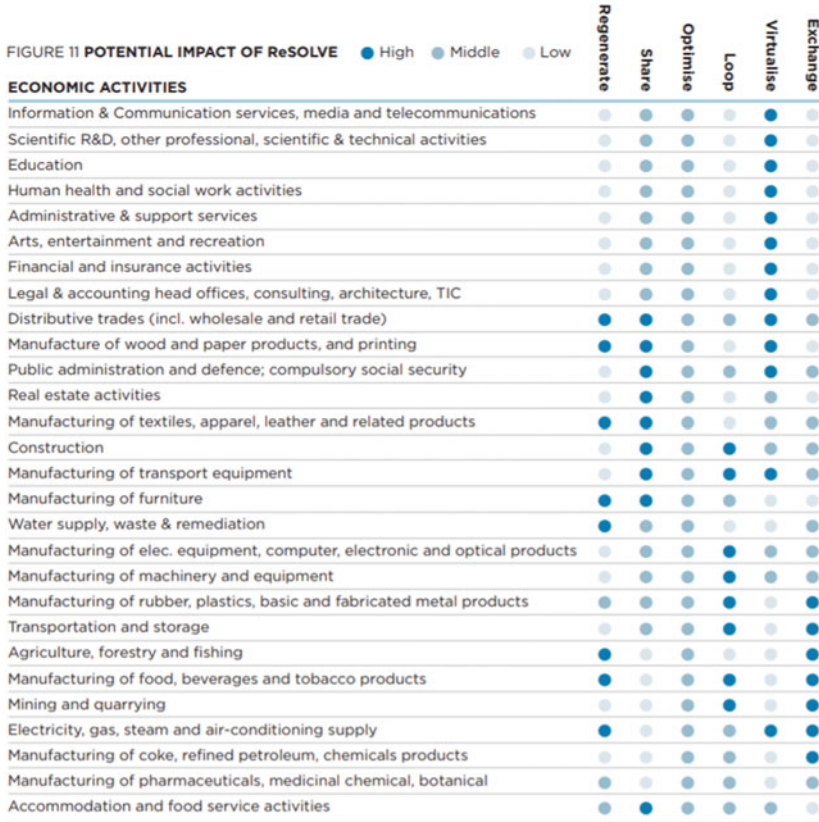 Regenerate
Share
Optimise
Loop
Virtualise
Exchange
FIGURE 11 POTENTIAL IMPACT OF ReSOLVE High Middle Low
ECONOMIC ACTIVITIES
Information & Communication services, media and telecommunications
Scientific R&D, other professional, scientific & technical activities
Education
Human health and social work activities
Administrative & support services
Arts, entertainment and recreation
Financial and insurance activities
Legal & accounting head offices, consulting, architecture, TIC
Distributive trades (incl. wholesale and retail trade)
Manufacture of wood and paper products, and printing
Public administration and defence; compulsory social security
Real estate activities
Manufacturing of textiles, apparel, leather and related products
Construction
Manufacturing of transport equipment
Manufacturing of furniture
Water supply, waste & remediation
Manufacturing of elec. equipment, computer, electronic and optical products
Manufacturing of machinery and equipment
Manufacturing of rubber, plastics, basic and fabricated metal products
Transportation and storage
Agriculture, forestry and fishing
Manufacturing of food, beverages and tobacco products
Mining and quarrying
Electricity, gas, steam and air-conditioning supply
Manufacturing of coke, refined petroleum, chemicals products
Manufacturing of pharmaceuticals, medicinal chemical, botanical
Accommodation and food service activities